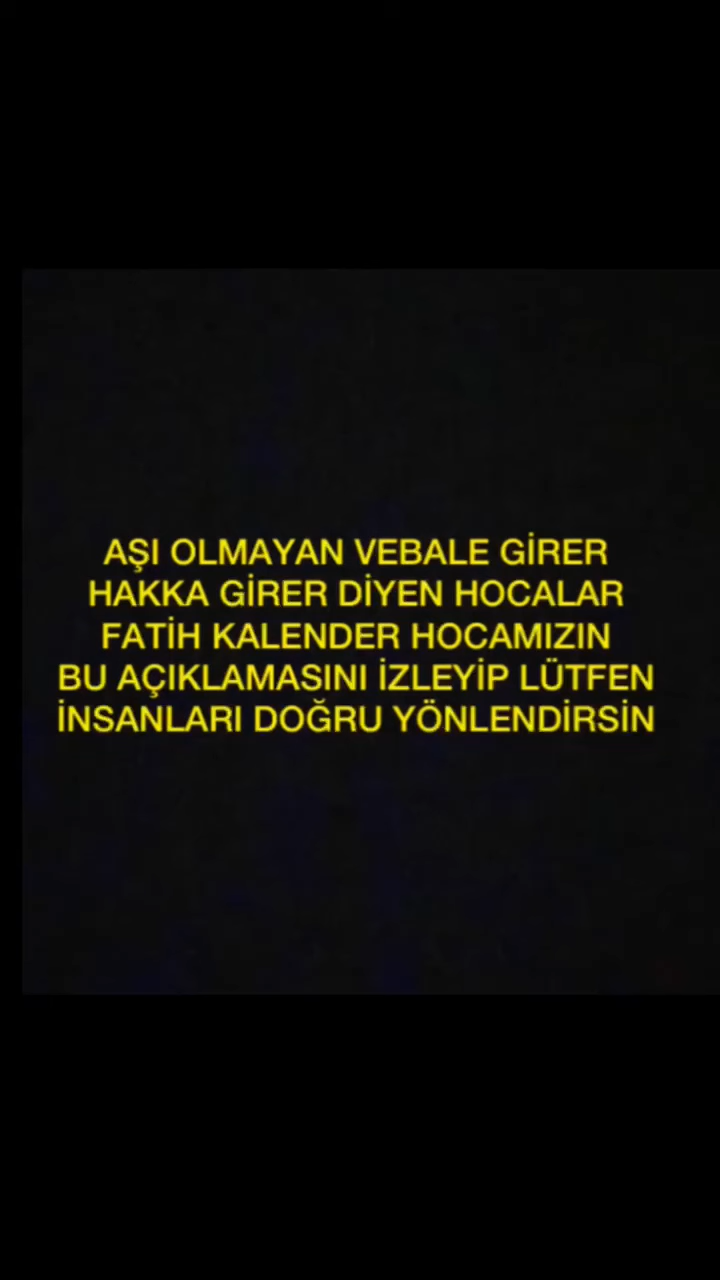 AŞI OLMAYAN VEBALE GİRER
HAKKA GİRER DİYEN HOCALAR
FATİH KALENDER HOCAMIZIN
BU AÇIKLAMASINI İZLEYİP LÜTFEN
İNSANLARI DOĞRU YÖNLENDİRSİN